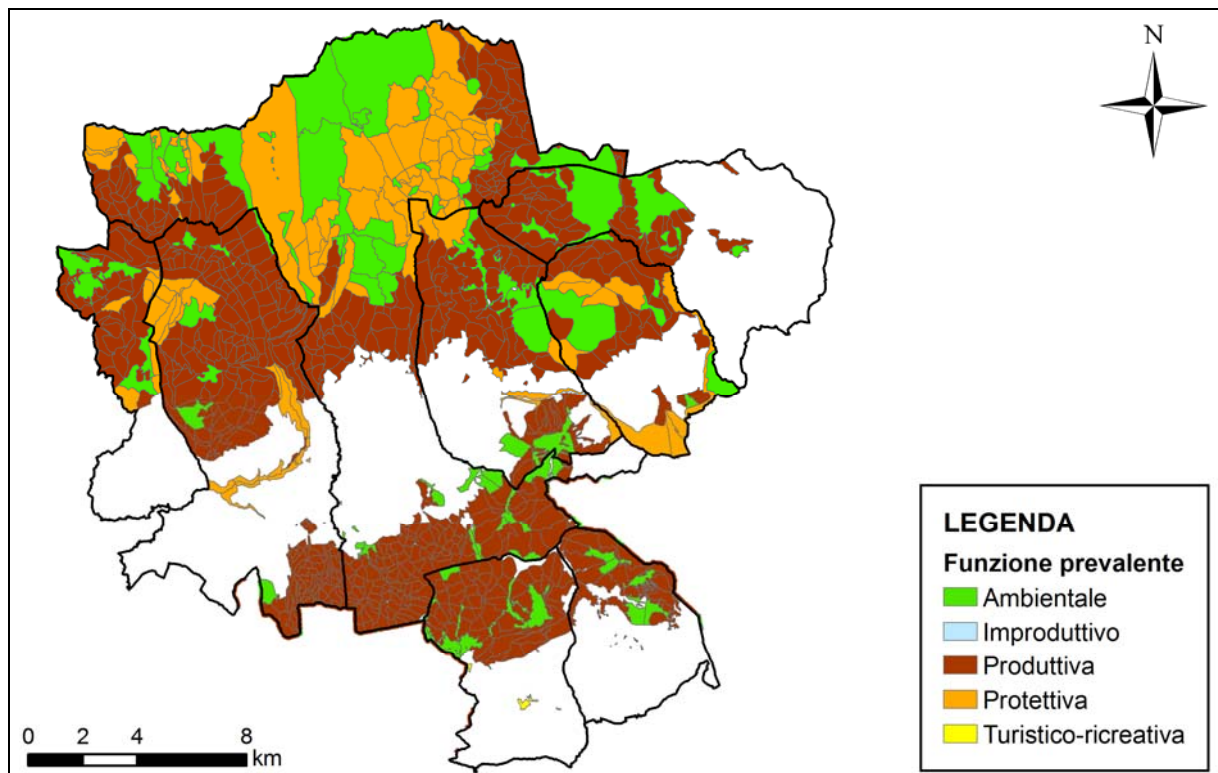 N
LEGENDA
Funzione prevalente
Ambientale
Improduttivo
Produttiva
Protettiva
Turistico-ricreativa
0 2 4 8
km